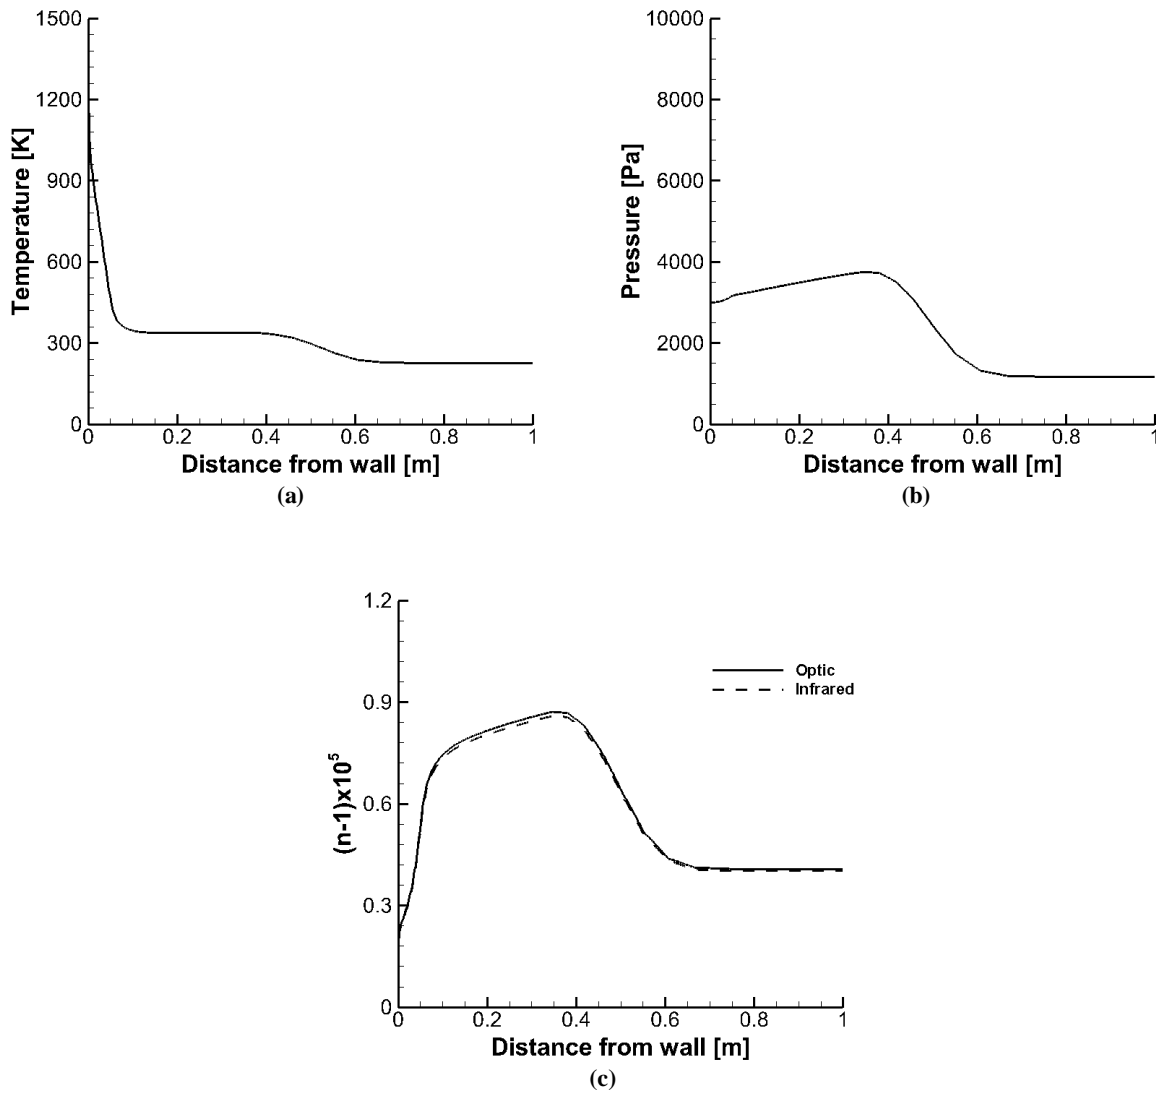 1500
1200
900
600
300
0
Temperature [K]
0 0.2 0.4 0.6 0.8 1
Distance from wall [m]
(a)
10000
8000
6000
4000
2000
0
Pressure [Pa]
0 0.2 0.4 0.6 0.8 1
Distance from wall [m]
(b)
1.2
0.9
0.6
0.3
0
(n-1)x10⁵
Optic
Infrared
0 0.2 0.4 0.6 0.8 1
Distance from wall [m]
(c)